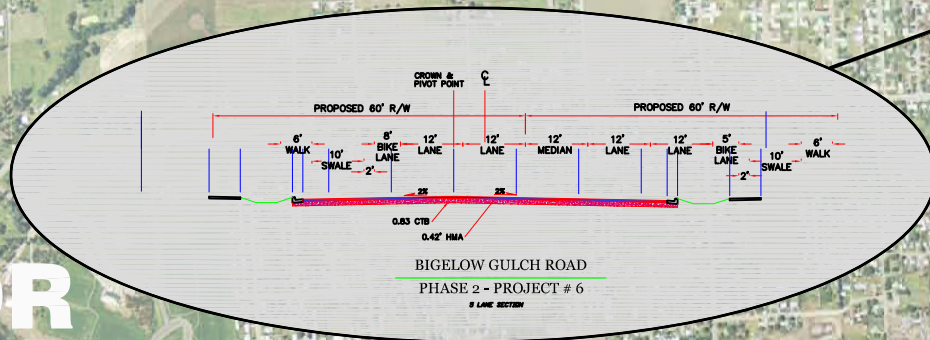 CROWN &
PIVOT POINT
℄
PROPOSED 60' R/W
PROPOSED 60' R/W
6'
WALK
10'
SWALE
2'
8'
BIKE
LANE
12'
LANE
12'
LANE
12'
MEDIAN
12'
LANE
12'
LANE
5'
BIKE
LANE
2'
10'
SWALE
6'
WALK
2%
2%
0.83 CTB
0.42' HMA
BIGELOW GULCH ROAD
PHASE 2 - PROJECT # 6
5 LANE SECTION
OR